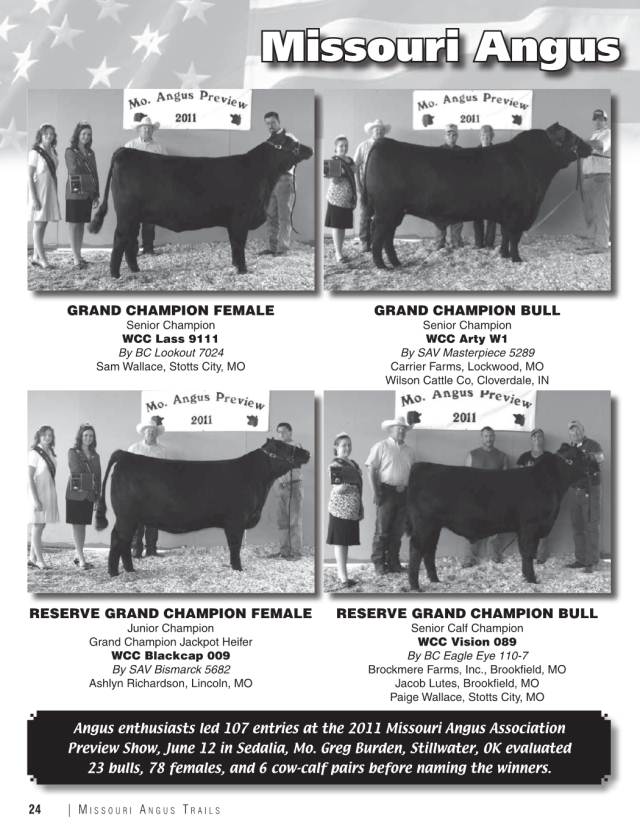 Missouri Angus
Mo. Angus Preview
2011
Mo. Angus Preview
2011
GRAND CHAMPION FEMALE
Senior Champion
WCC Lass 9111
By BC Lookout 7024
Sam Wallace, Stotts City, MO
GRAND CHAMPION BULL
Senior Champion
WCC Arty W1
By SAV Masterpiece 5289
Carrier Farms, Lockwood, MO
Wilson Cattle Co, Cloverdale, IN
Mo. Angus Preview
2011
Mo. Angus Preview
2011
RESERVE GRAND CHAMPION FEMALE
Junior Champion
Grand Champion Jackpot Heifer
WCC Blackcap 009
By SAV Bismarck 5682
Ashlyn Richardson, Lincoln, MO
RESERVE GRAND CHAMPION BULL
Senior Calf Champion
WCC Vision 089
By BC Eagle Eye 110-7
Brockmere Farms, Inc., Brookfield, MO
Jacob Lutes, Brookfield, MO
Paige Wallace, Stotts City, MO
Angus enthusiasts led 107 entries at the 2011 Missouri Angus Association
Preview Show, June 12 in Sedalia, Mo. Greg Burden, Stillwater, OK evaluated
23 bulls, 78 females, and 6 cow-calf pairs before naming the winners.
24 | MISSOURI ANGUS TRAILS